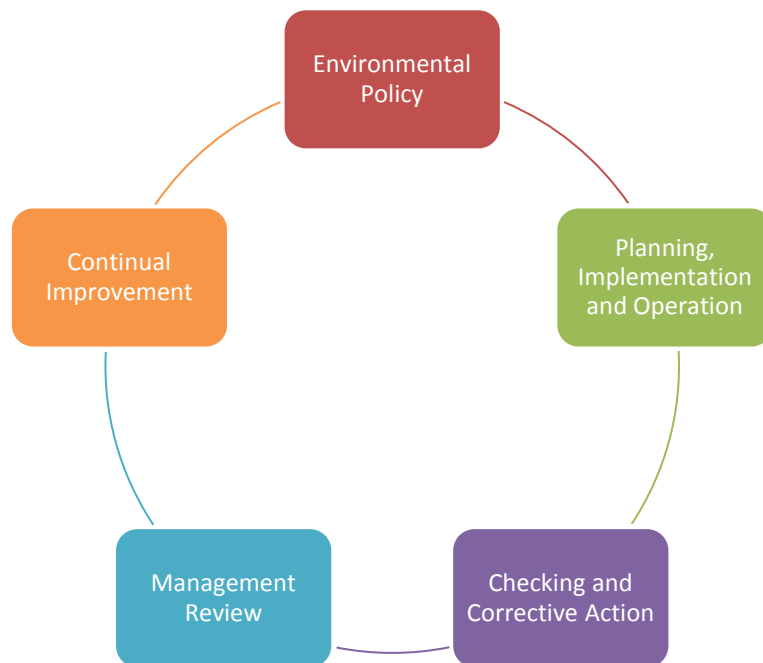 Environmental
Policy
Planning,
Implementation
and Operation
Checking and
Corrective Action
Management
Review
Continual
Improvement